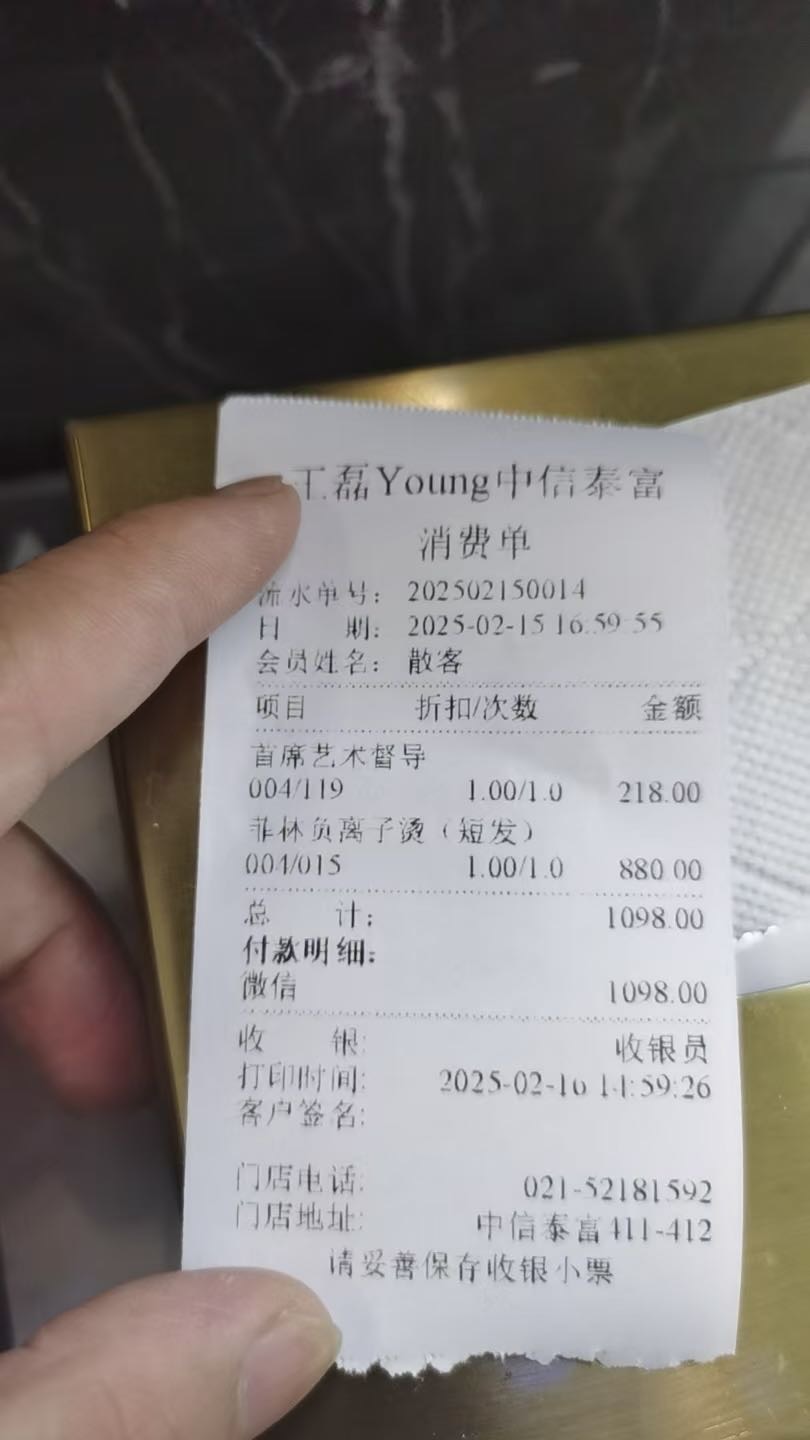 王磊Young中信泰富
消费单
流水单号: 202502150014
日 期: 2025-02-15 16:59:55
会员姓名: 散客
项目 折扣/次数 金额
首席艺术督导
004/119 1.00/1.0 218.00
菲林负离子烫（短发）
004/015 1.00/1.0 880.00
总 计: 1098.00
付款明细:
微信 1098.00
收 银: 收银员
打印时间: 2025-02-16 14:59:26
客户签名:
门店电话: 021-52181592
门店地址: 中信泰富411-412
请妥善保存收银小票